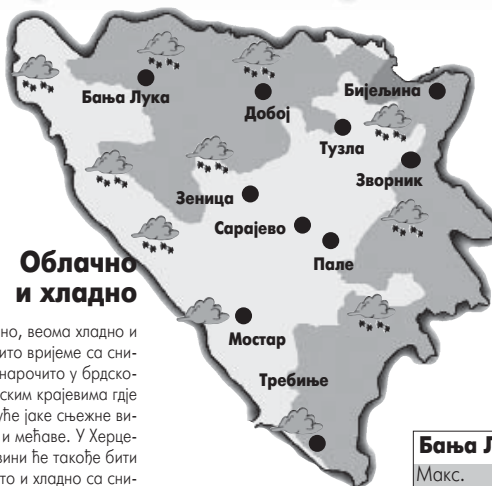 Бања Лука
Добој
Бијељина
Тузла
Зворник
Зеница
Сарајево
Пале
Мостар
Требиње
Облачно
и хладно
но, веома хладно и
ито вријеме са сни-
нарочито у брдско-
ским крајевима гдје
уће јаке сњежне ви-
и мећаве. У Херце-
вини ће такође бити
то и хладно са сни-
Бања Л
Макс.